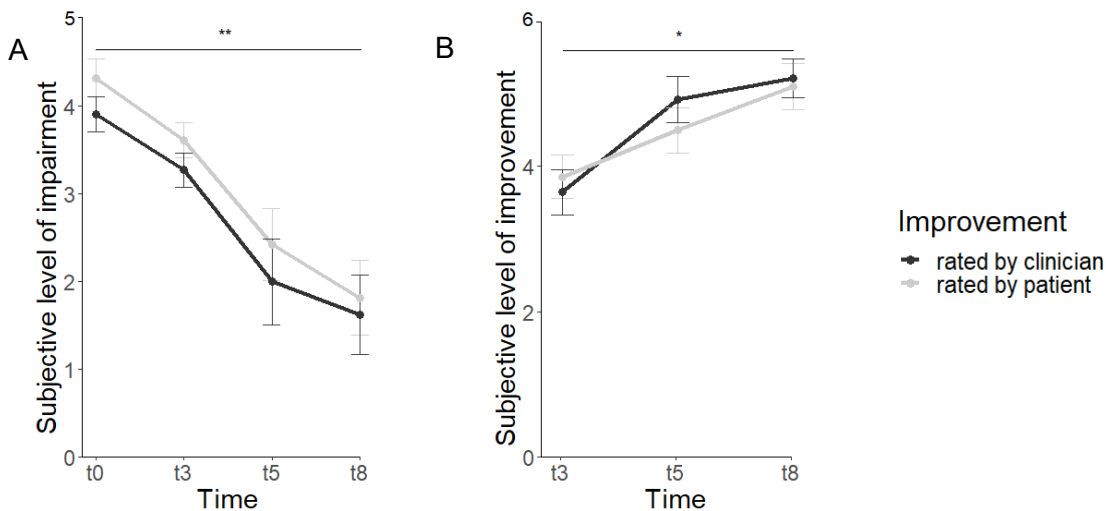 A
Subjective level of impairment
5
4
3
2
1
0
**
t0
t3
t5
t8
Time
B
Subjective level of improvement
6
4
2
0
*
t3
t5
t8
Time
Improvement
rated by clinician
rated by patient